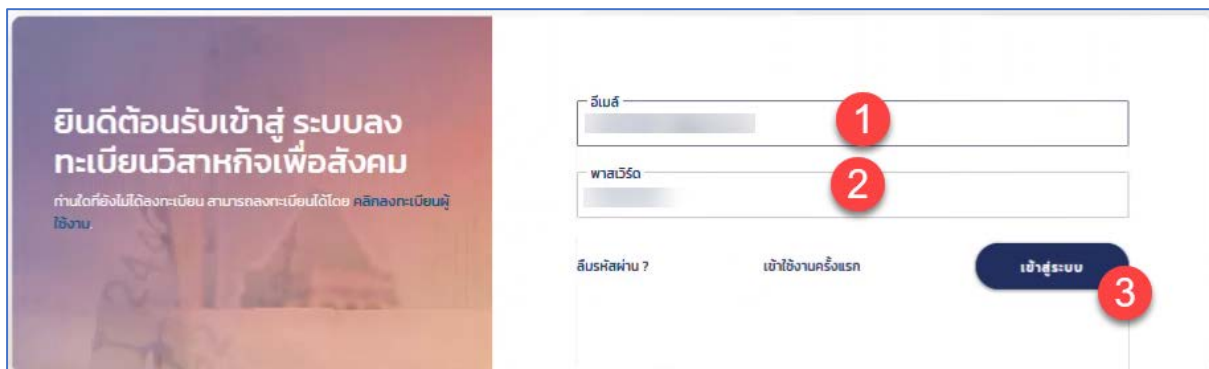 ยินดีต้อนรับเข้าสู่ ระบบลง
ทะเบียนวิสาหกิจเพื่อสังคม
ท่านใดที่ยังไม่ได้ลงทะเบียน สามารถลงทะเบียนได้โดย คลิกลงทะเบียนผู้
ใช้งาน
อีเมล์
1
พาสเวิร์ด
2
ลืมรหัสผ่าน ?
เข้าใช้งานครั้งแรก
เข้าสู่ระบบ
3